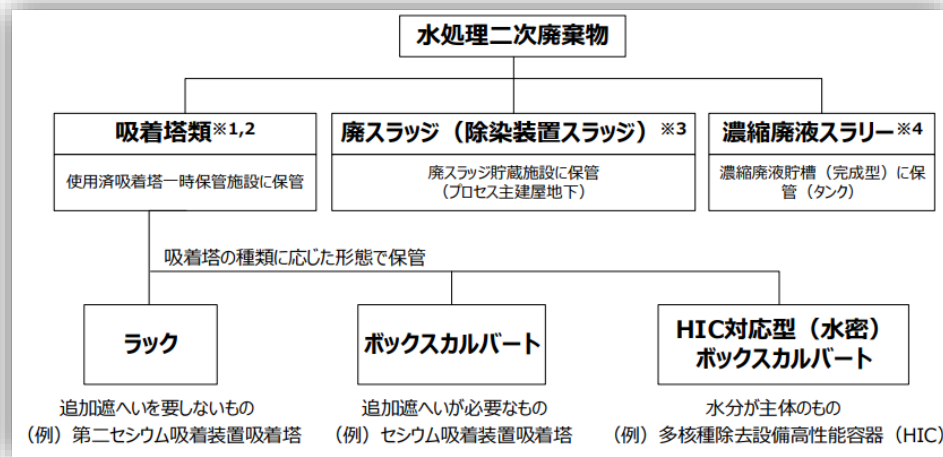 水処理二次廃棄物
吸着塔類※1,2
使用済吸着塔一時保管施設に保管
廃スラッジ（除染装置スラッジ）※3
廃スラッジ貯蔵施設に保管
（プロセス主建屋地下）
濃縮廃液スラリー※4
濃縮廃液貯槽（完成型）に保
管（タンク）
吸着塔の種類に応じた形態で保管
ラック
追加遮へいを要しないもの
（例）第二セシウム吸着装置吸着塔
ボックスカルバート
追加遮へいが必要なもの
（例）セシウム吸着装置吸着塔
HIC対応型（水密）
ボックスカルバート
水分が主体のもの
（例）多核種除去設備高性能容器（HIC）